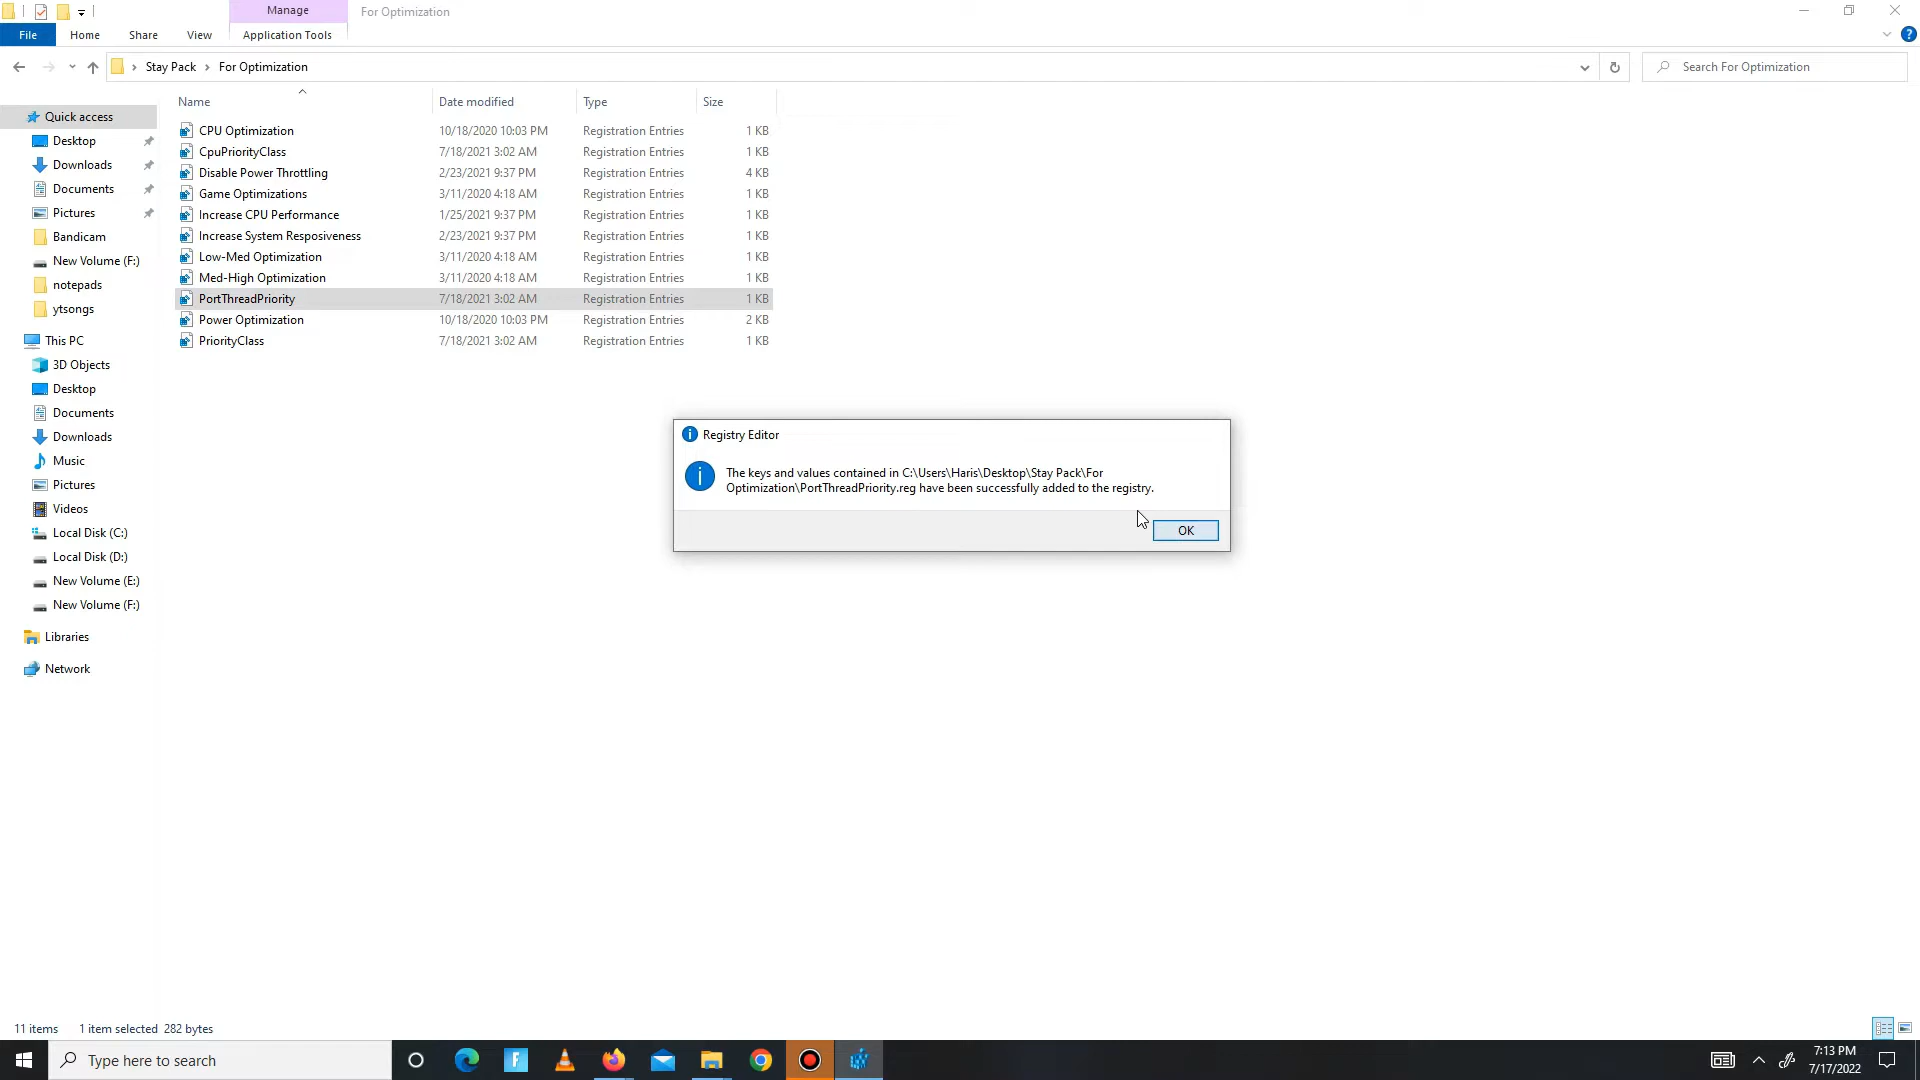 Manage
For Optimization
File
Home
Share
View
Application Tools
Stay Pack
For Optimization
Search For Optimization
Name
Date modified
Type
Size
CPU Optimization 10/18/2020 10:03 PM Registration Entries 1 KB
CpuPriorityClass 7/18/2021 3:02 AM Registration Entries 1 KB
Disable Power Throttling 2/23/2021 9:37 PM Registration Entries 4 KB
Game Optimizations 3/11/2020 4:18 AM Registration Entries 1 KB
Increase CPU Performance 1/25/2021 9:37 PM Registration Entries 1 KB
Increase System Resposiveness 2/23/2021 9:37 PM Registration Entries 1 KB
Low-Med Optimization 3/11/2020 4:18 AM Registration Entries 1 KB
Med-High Optimization 3/11/2020 4:18 AM Registration Entries 1 KB
PortThreadPriority 7/18/2021 3:02 AM Registration Entries 1 KB
Power Optimization 10/18/2020 10:03 PM Registration Entries 2 KB
PriorityClass 7/18/2021 3:02 AM Registration Entries 1 KB
Quick access
Desktop
Downloads
Documents
Pictures
Bandicam
New Volume (F:)
notepads
ytsongs
This PC
3D Objects
Desktop
Documents
Downloads
Music
Pictures
Videos
Local Disk (C:)
Local Disk (D:)
New Volume (E:)
New Volume (F:)
Libraries
Network
Registry Editor
The keys and values contained in C:\Users\Haris\Desktop\Stay Pack\For
Optimization\PortThreadPriority.reg have been successfully added to the registry.
OK
11 items 1 item selected 282 bytes
Type here to search
7:13 PM
7/17/2022